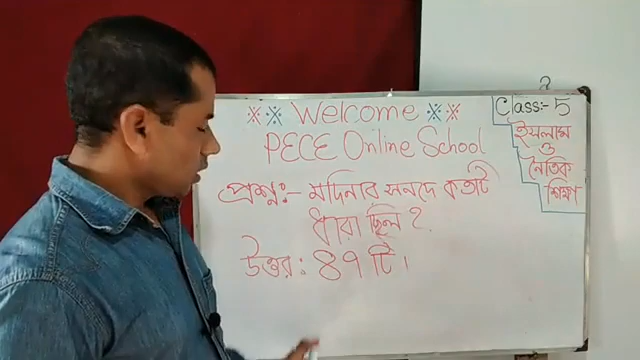 Welcome
PECE Online School
Class:- 5
ইসলাম
ও
নৈতিক
শিক্ষা
প্রশ্ন:- মদিনার সনদে কতটি
ধারা ছিল ?
উত্তর: ৪৭ টি।